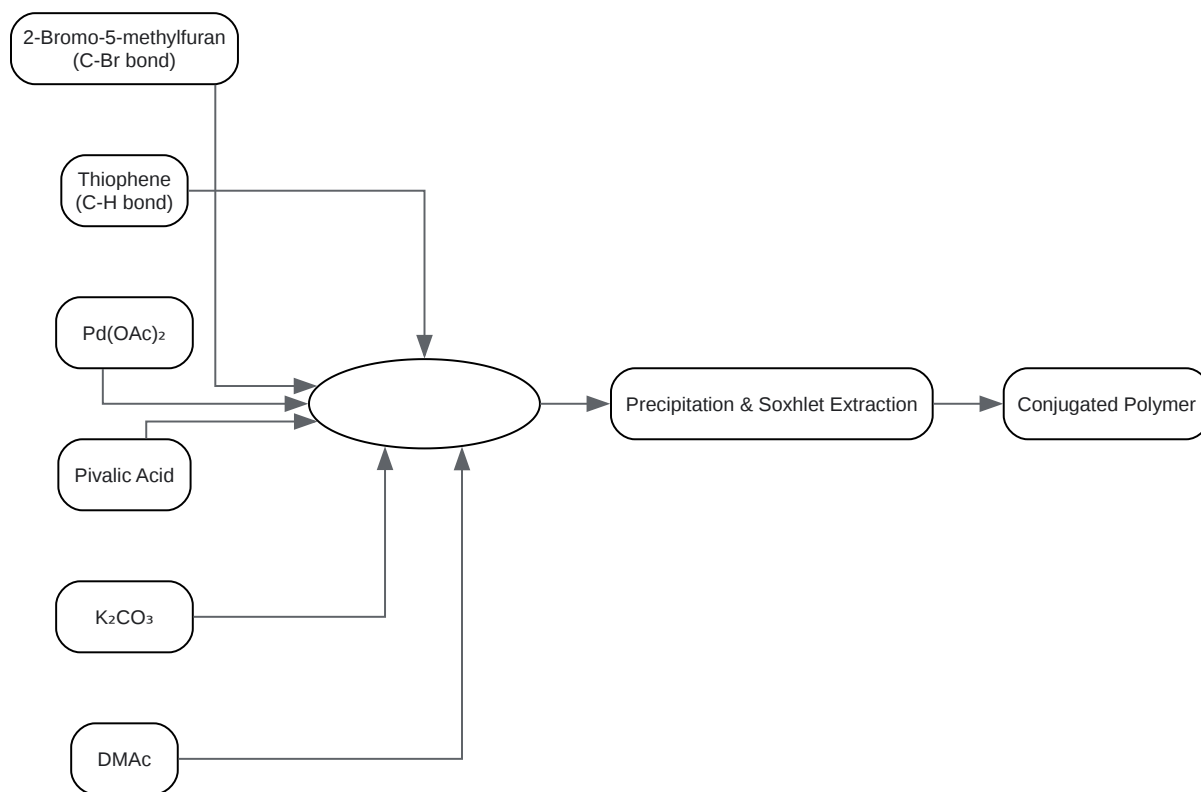 2-Bromo-5-methylfuran
(C-Br bond)
Thiophene
(C-H bond)
Pd(OAc)₂
Pivalic Acid
K₂CO₃
DMAc
Precipitation & Soxhlet Extraction
Conjugated Polymer